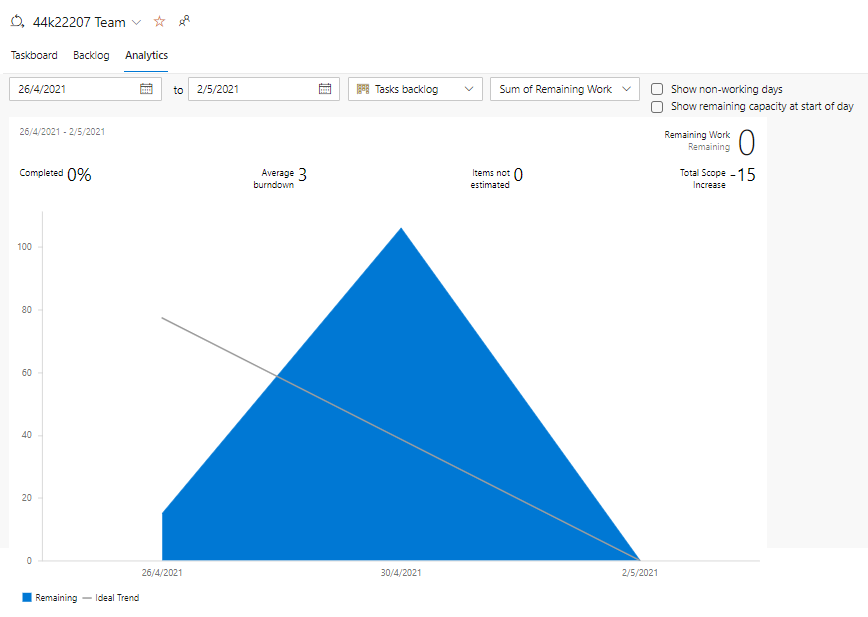 44k22207 Team
Taskboard Backlog Analytics
26/4/2021 to 2/5/2021 Tasks backlog Sum of Remaining Work Show non-working days
Show remaining capacity at start of day
26/4/2021 - 2/5/2021
Remaining Work
Remaining
0
Completed 0%
Average
burndown
3
Items not
estimated
0
Total Scope
Increase
-15
100
80
60
40
20
0
26/4/2021 30/4/2021 2/5/2021
Remaining Ideal Trend